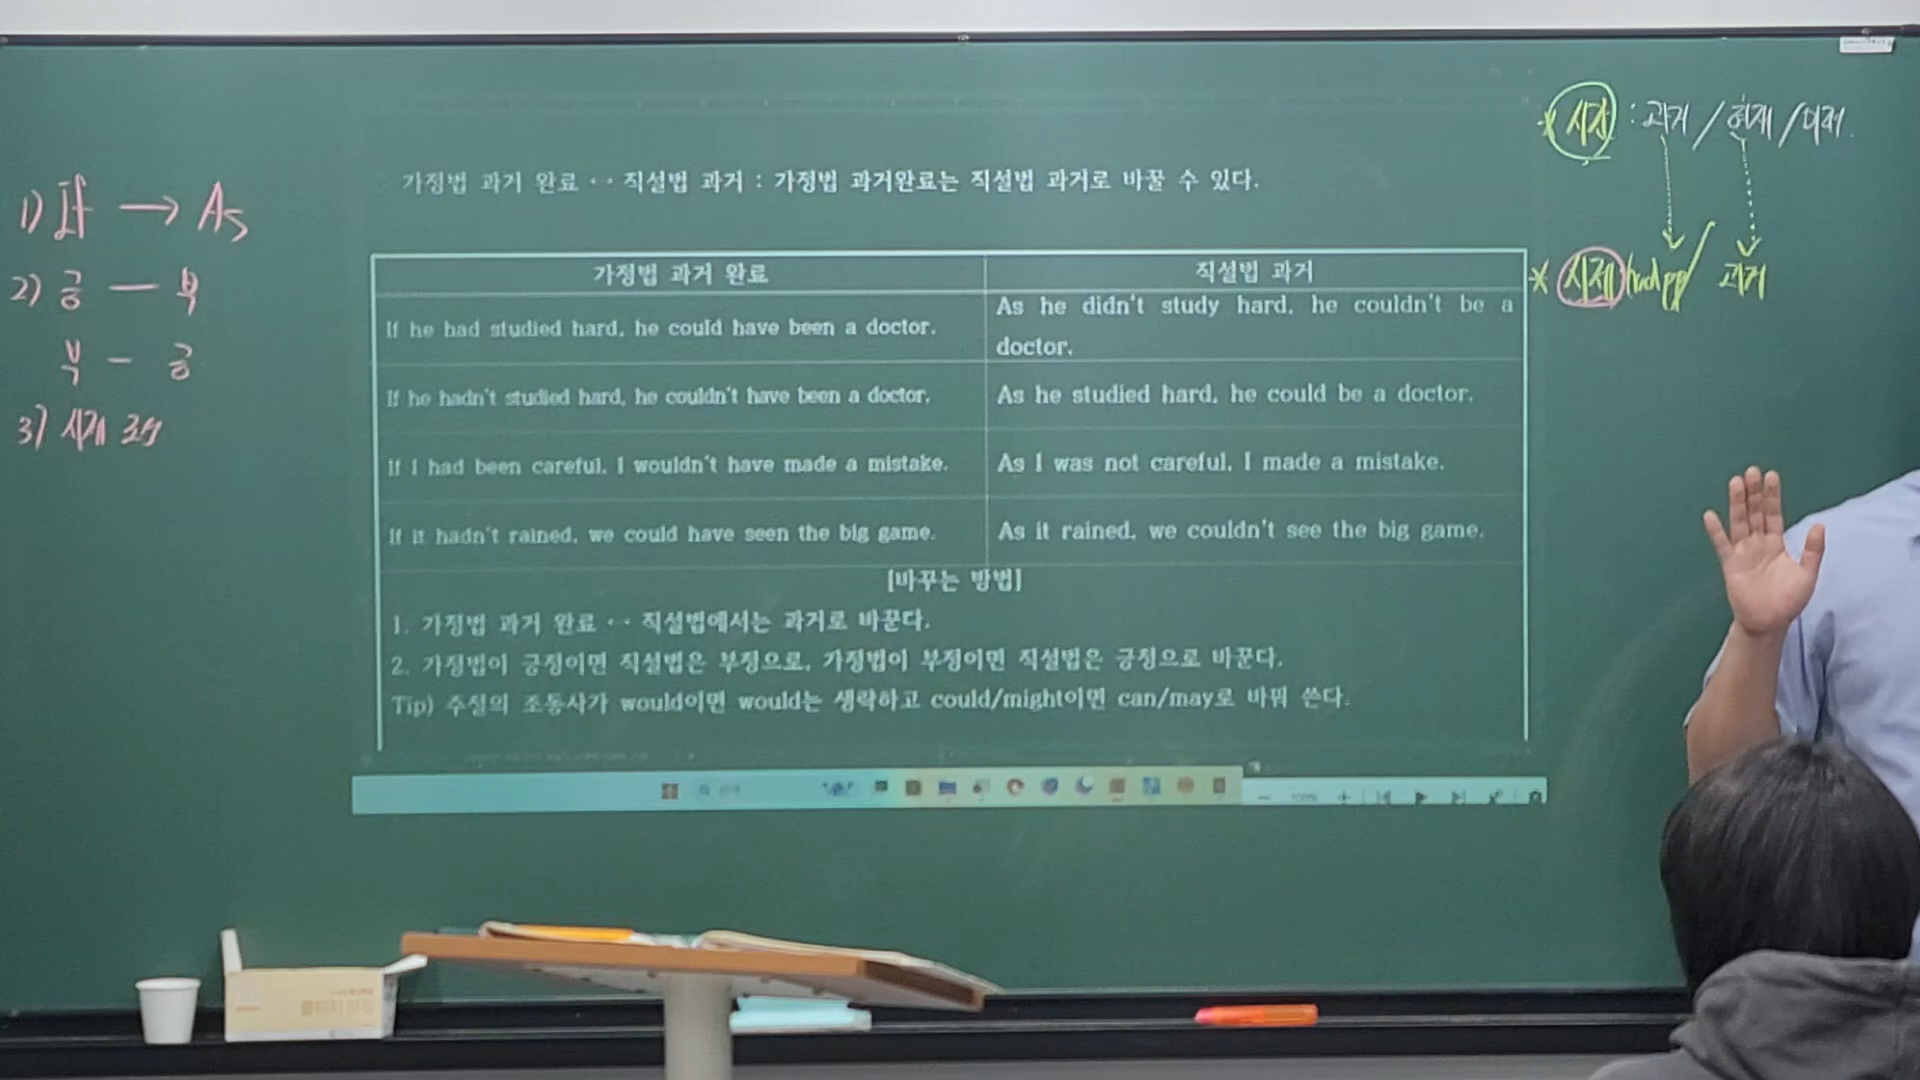 가정법 과거 완료 ↔ 직설법 과거 : 가정법 과거완료는 직설법 과거로 바꿀 수 있다.
1) If → As
2) 긍 - 부
부 - 긍
3) 시제
가정법 과거 완료
직설법 과거
If he had studied hard, he could have been a doctor.
As he didn't study hard, he couldn't be a
doctor.
If he hadn't studied hard, he couldn't have been a doctor.
As he studied hard, he could be a doctor.
If I had been careful, I wouldn't have made a mistake.
As I was not careful, I made a mistake.
If it hadn't rained, we could have seen the big game.
As it rained, we couldn't see the big game.
[바꾸는 방법]
1. 가정법 과거 완료 ↔ 직설법에서는 과거로 바꾼다.
2. 가정법이 긍정이면 직설법은 부정으로, 가정법이 부정이면 직설법은 긍정으로 바꾼다.
Tip) 주절의 조동사가 would이면 would는 생략하고 could/might이면 can/may로 바꿔 쓴다.
* 시간 : 과거 / 현재 / 미래.
* 시제 had pp / 과거